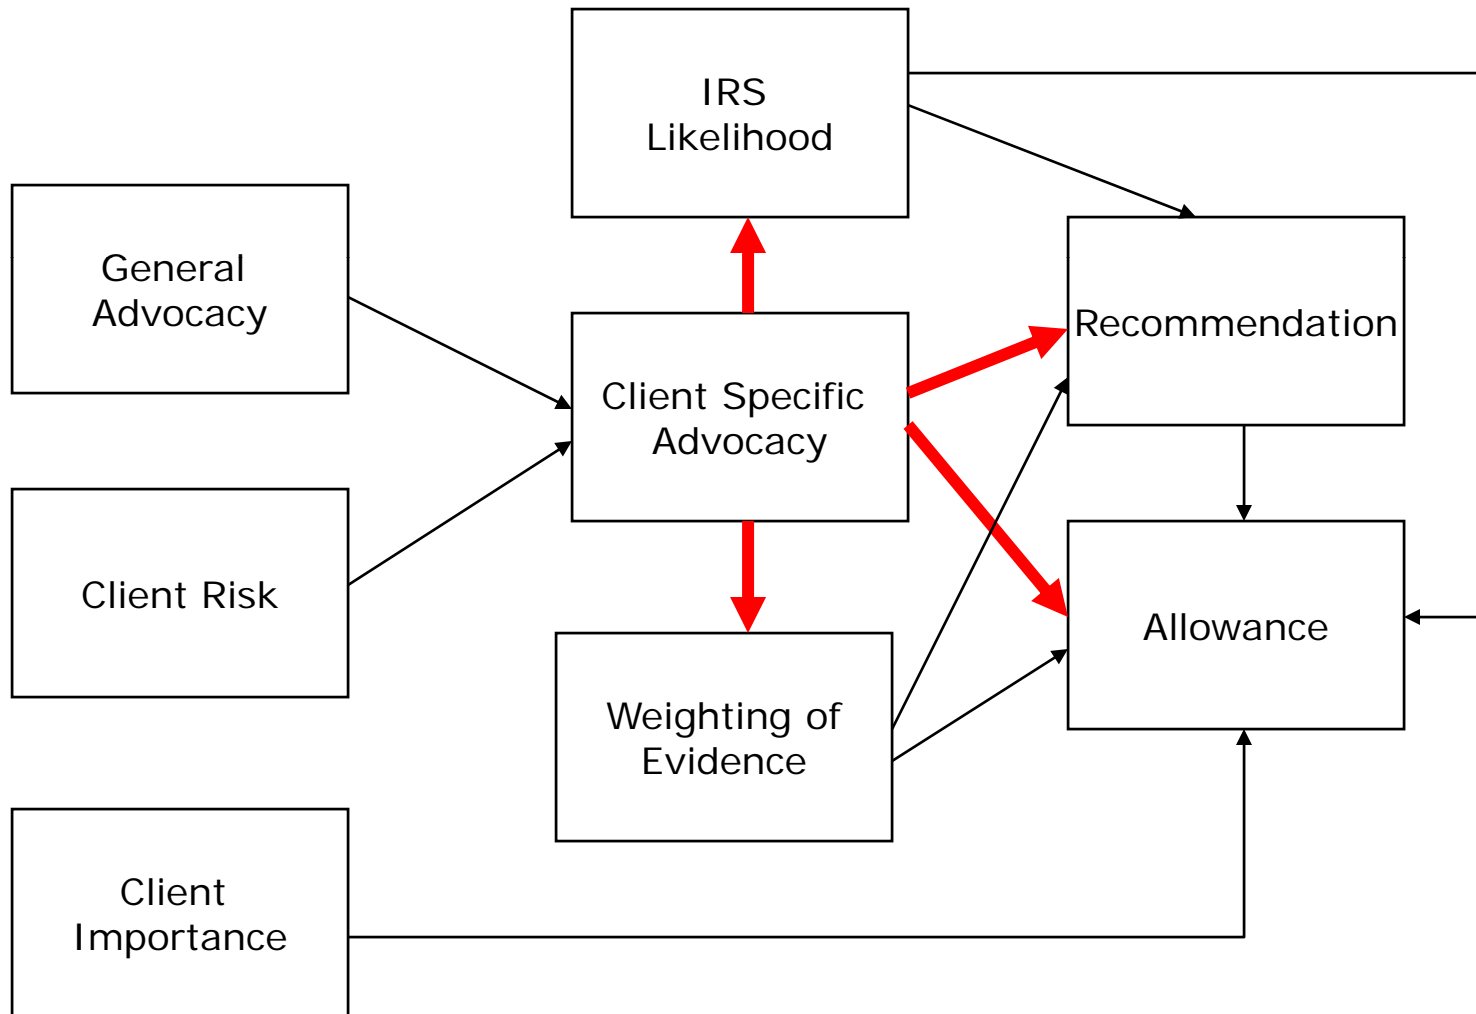 IRS
Likelihood
General
Advocacy
Recommendation
Client Specific
Advocacy
Client Risk
Allowance
Weighting of
Evidence
Client
Importance